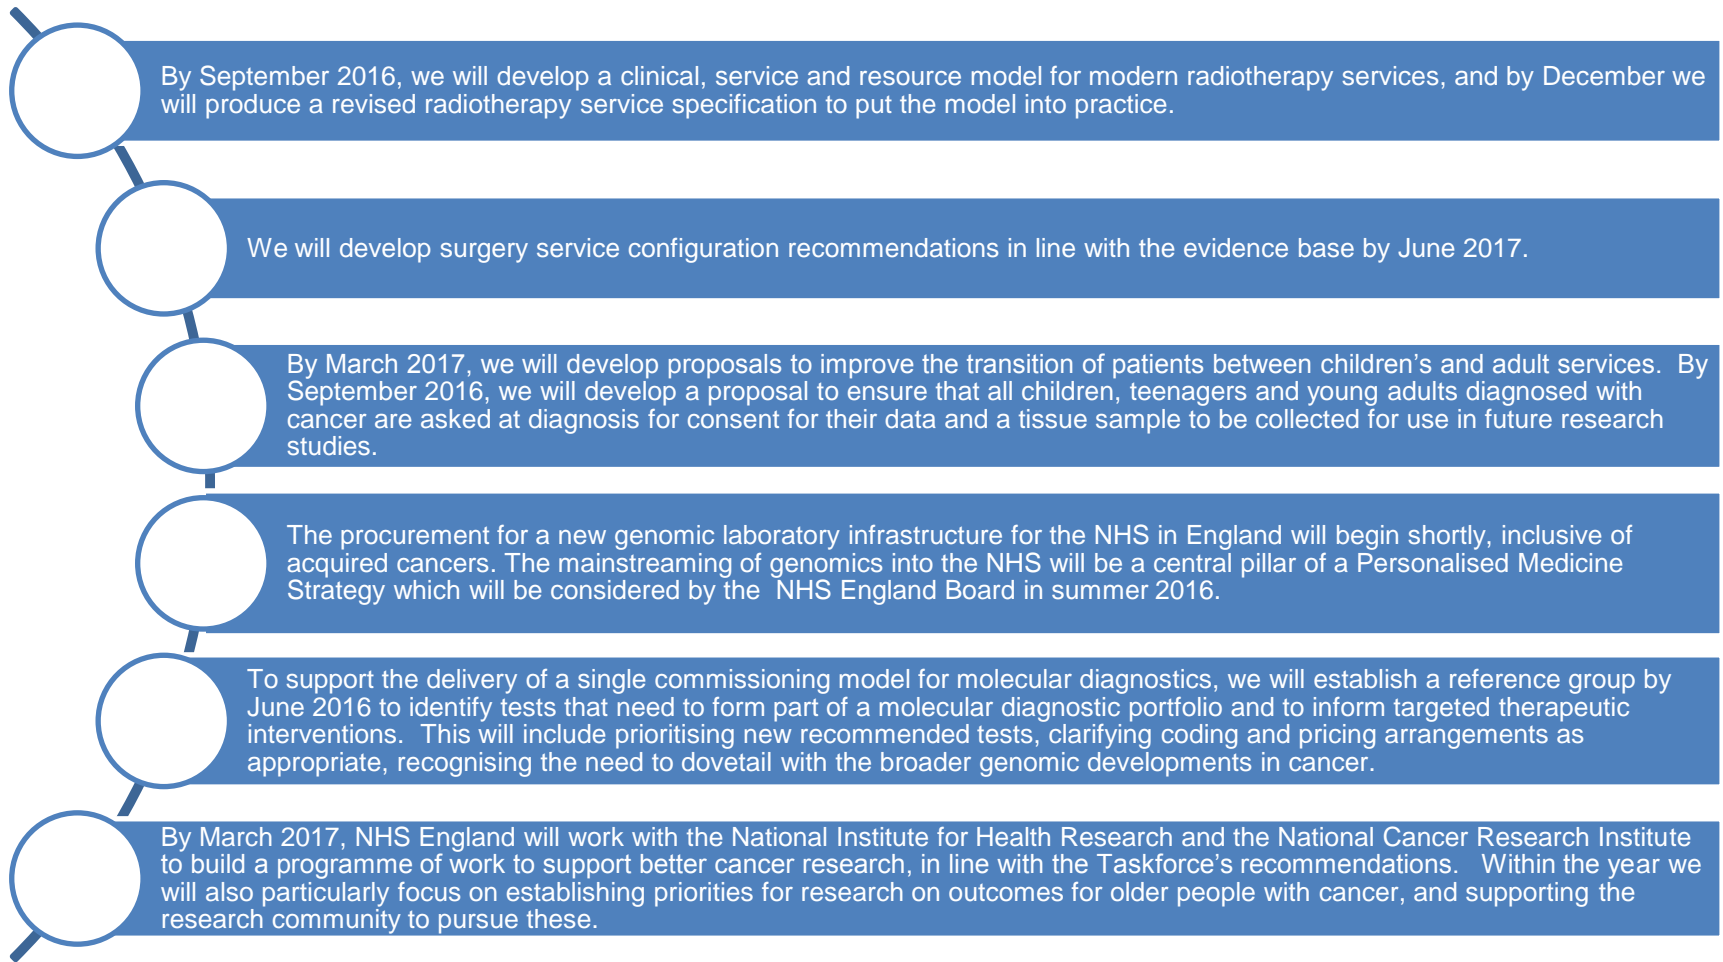 By September 2016, we will develop a clinical, service and resource model for modern radiotherapy services, and by December we
will produce a revised radiotherapy service specification to put the model into practice.
We will develop surgery service configuration recommendations in line with the evidence base by June 2017.
By March 2017, we will develop proposals to improve the transition of patients between children’s and adult services.  By
September 2016, we will develop a proposal to ensure that all children, teenagers and young adults diagnosed with
cancer are asked at diagnosis for consent for their data and a tissue sample to be collected for use in future research
studies.
The procurement for a new genomic laboratory infrastructure for the NHS in England will begin shortly, inclusive of
acquired cancers. The mainstreaming of genomics into the NHS will be a central pillar of a Personalised Medicine
Strategy which will be considered by the  NHS England Board in summer 2016.
To support the delivery of a single commissioning model for molecular diagnostics, we will establish a reference group by
June 2016 to identify tests that need to form part of a molecular diagnostic portfolio and to inform targeted therapeutic
interventions.  This will include prioritising new recommended tests, clarifying coding and pricing arrangements as
appropriate, recognising the need to dovetail with the broader genomic developments in cancer.
By March 2017, NHS England will work with the National Institute for Health Research and the National Cancer Research Institute
to build a programme of work to support better cancer research, in line with the Taskforce’s recommendations.   Within the year we
will also particularly focus on establishing priorities for research on outcomes for older people with cancer, and supporting the
research community to pursue these.